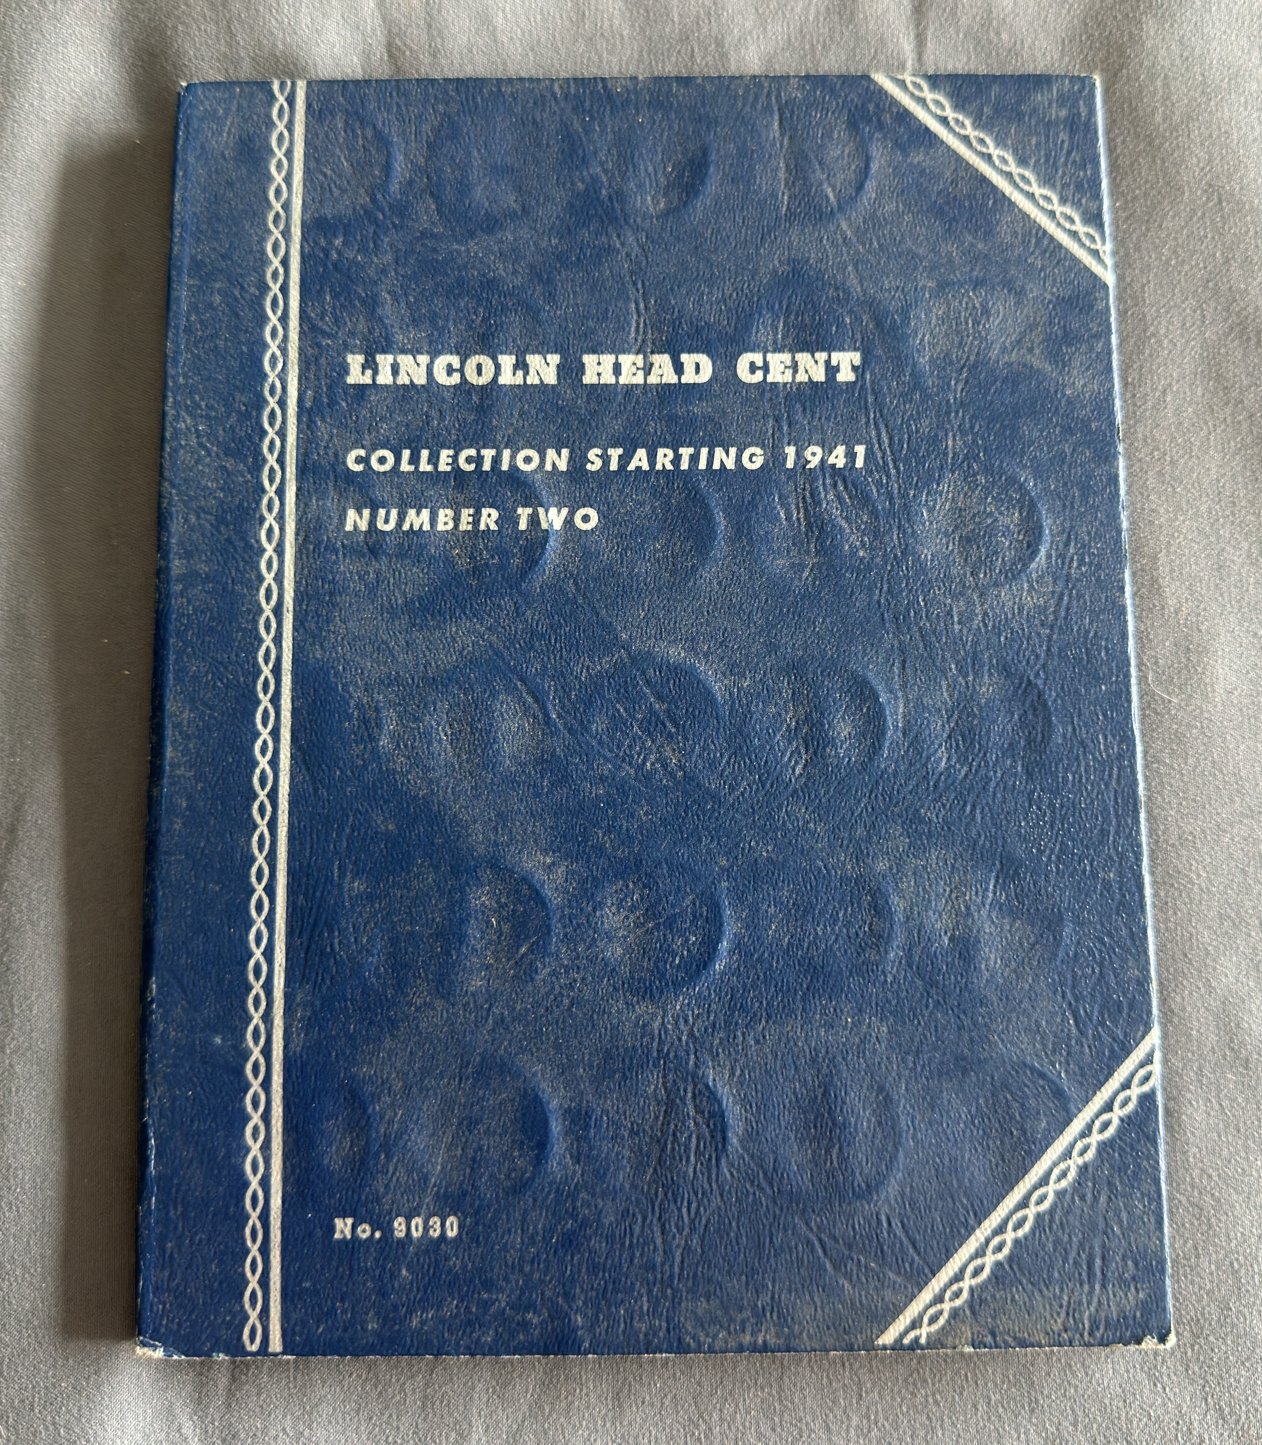 LINCOLN HEAD CENT
COLLECTION STARTING 1941
NUMBER TWO
No. 9030